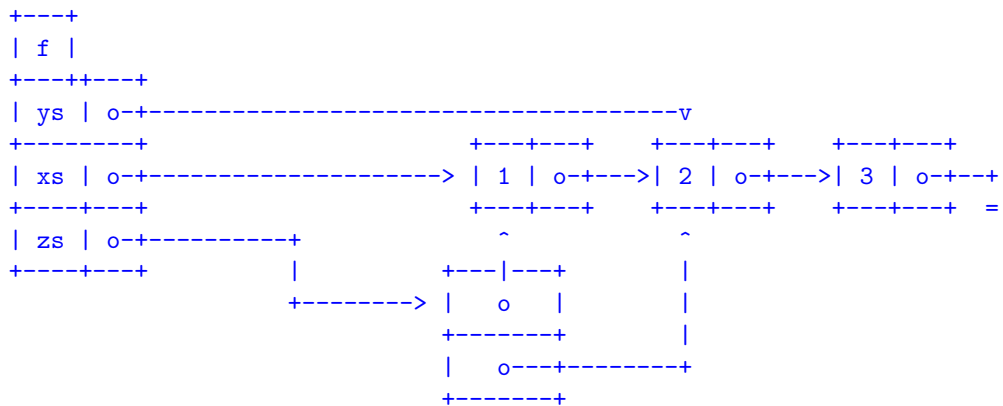 +---+
| f |
+---++---+
| ys | o-+----------------------------------v
+--------+                     +---+---+   +---+---+   +---+---+
| xs | o-+-------------------> | 1 | o-+--->| 2 | o-+--->| 3 | o-+--+
+----+---+                     +---+---+   +---+---+   +---+---+  =
| zs | o-+----------+            ^           ^
+----+---+          |        +---|---+       |
                    +--------> |   o   |       |
                             +--------+      |
                             |   o---+--------+
                             +-------+